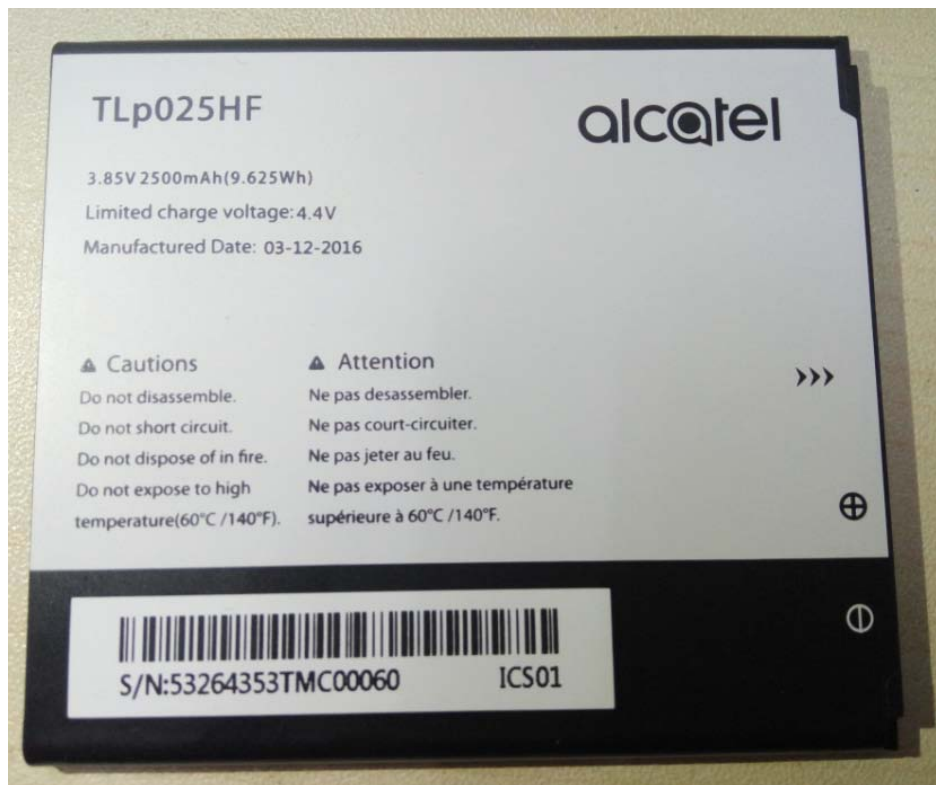 TLp025HF
alcatel
3.85V 2500mAh(9.625Wh)
Limited charge voltage:4.4V
Manufactured Date: 03-12-2016
Cautions
Do not disassemble.
Do not short circuit.
Do not dispose of in fire.
Do not expose to high
temperature(60°C /140°F).
Attention
Ne pas desassembler.
Ne pas court-circuiter.
Ne pas jeter au feu.
Ne pas exposer à une température
supérieure à 60°C /140°F.
S/N:53264353TMC00060 ICS01